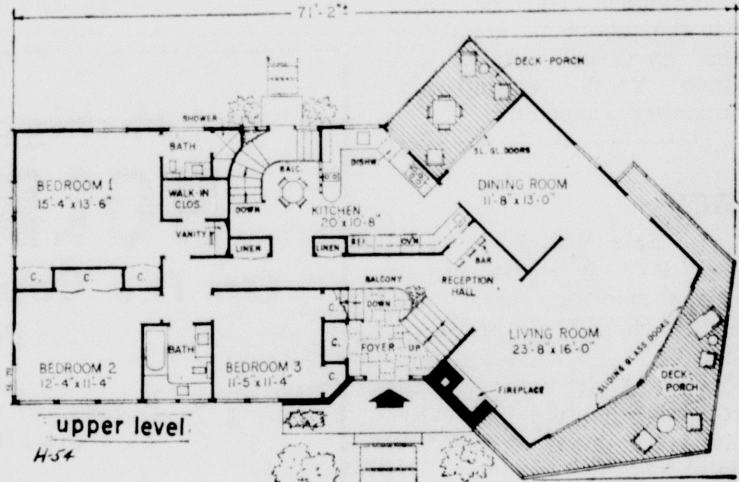 71'-2"±
DECK-PORCH
SHOWER
BATH
BALC.
DISHW.
SL. GL. DOORS
BEDROOM 1
15'-4" x 13'-6"
WALK-IN
CLOS.
DOWN
KITCHEN
20 x 10'-8"
DINING ROOM
11'-8" x 13'-0"
VANITY
LINEN
LINEN
REF.
OVN.
BAR
C.
C.
C.
BALCONY
RECEPTION
HALL
C.
DOWN
BATH
C.
FOYER
UP
LIVING ROOM
23'-8" x 16'-0"
SLIDING GLASS DOORS
BEDROOM 2
12'-4" x 11'-4"
BEDROOM 3
11'-5" x 11'-4"
C.
FIREPLACE
DECK-
PORCH
upper level
H-54